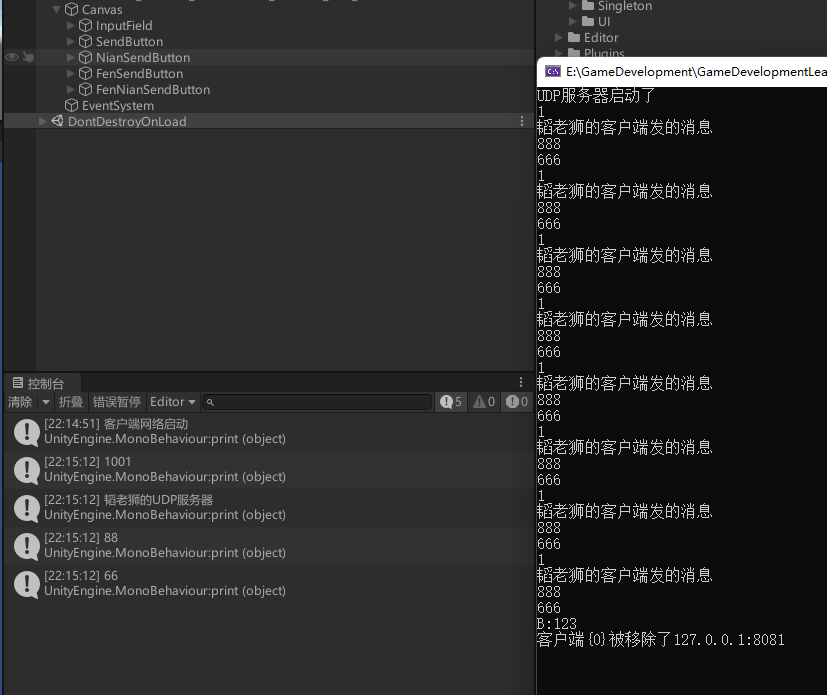 Canvas
InputField
SendButton
NianSendButton
FenSendButton
FenNianSendButton
EventSystem
DontDestroyOnLoad
控制台
清除 折叠 错误暂停 Editor 5 0 0
[22:14:51] 客户端网络启动
UnityEngine.MonoBehaviour:print (object)
[22:15:12] 1001
UnityEngine.MonoBehaviour:print (object)
[22:15:12] 韬老狮的UDP服务器
UnityEngine.MonoBehaviour:print (object)
[22:15:12] 88
UnityEngine.MonoBehaviour:print (object)
[22:15:12] 66
UnityEngine.MonoBehaviour:print (object)
Singleton
UI
Editor
Plugins
E:\GameDevelopment\GameDevelopmentLea
UDP服务器启动了
1
韬老狮的客户端发的消息
888
666
1
韬老狮的客户端发的消息
888
666
1
韬老狮的客户端发的消息
888
666
1
韬老狮的客户端发的消息
888
666
1
韬老狮的客户端发的消息
888
666
1
韬老狮的客户端发的消息
888
666
1
韬老狮的客户端发的消息
888
666
1
韬老狮的客户端发的消息
888
666
B:123
客户端{0}被移除了127.0.0.1:8081